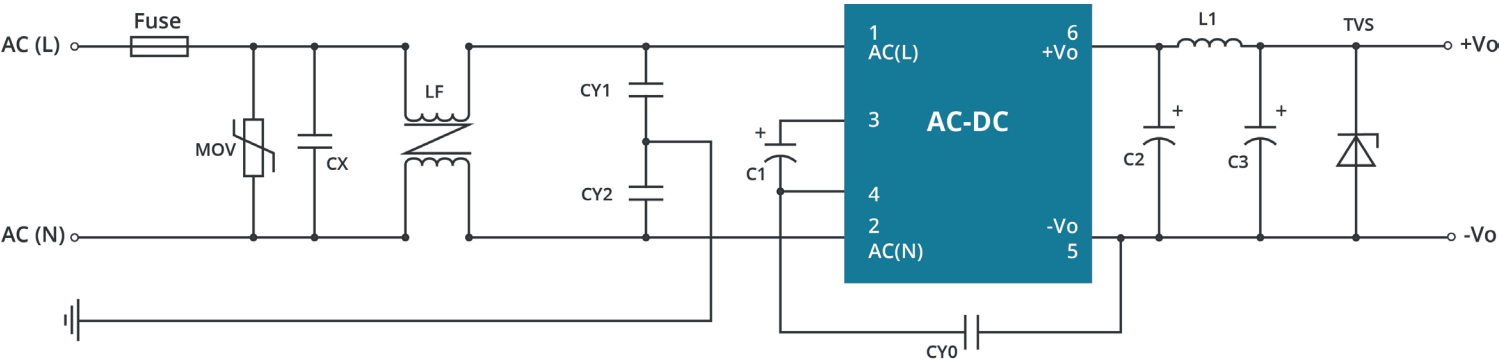 Fuse
L1
TVS
AC (L)
1
AC(L)
6
+Vo
+Vo
LF
CY1
3
AC-DC
+
+
+
MOV
CX
C1
C2
C3
CY2
4
2
AC(N)
-Vo
5
AC (N)
-Vo
CY0